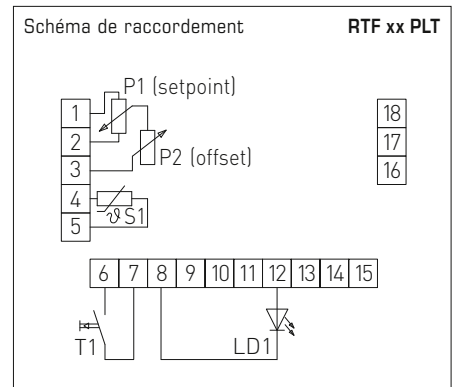 Schéma de raccordement RTF xx PLT
P1 (setpoint)
1
2
3
4
5
P2 (offset)
ϑ S1
18
17
16
6 7 8 9 10 11 12 13 14 15
T1
LD1